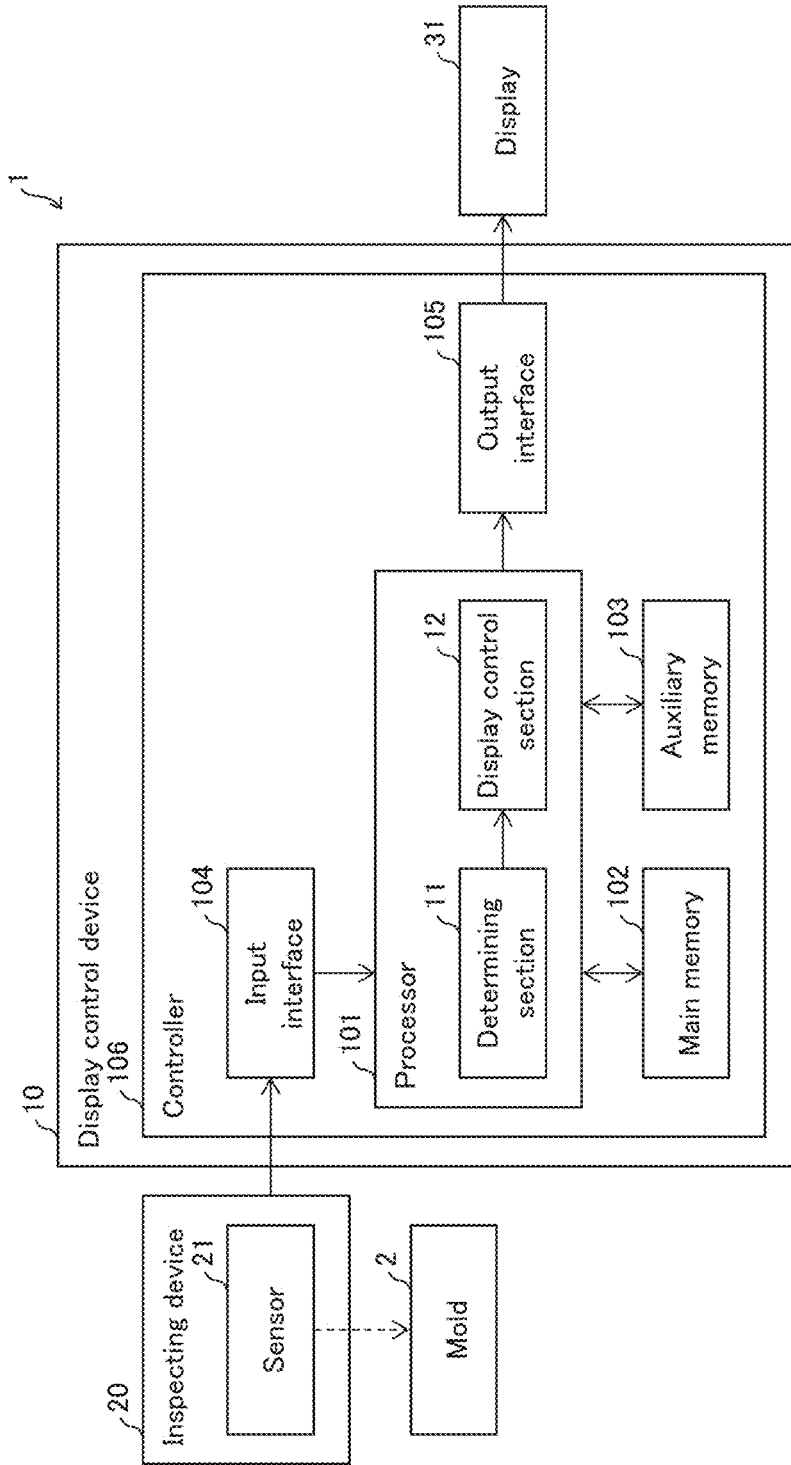 1
20
Inspecting device
21
Sensor
2
Mold
10
Display control device
106
Controller
104
Input
interface
101
Processor
11
Determining
section
12
Display control
section
102
Main memory
103
Auxiliary
memory
105
Output
interface
31
Display